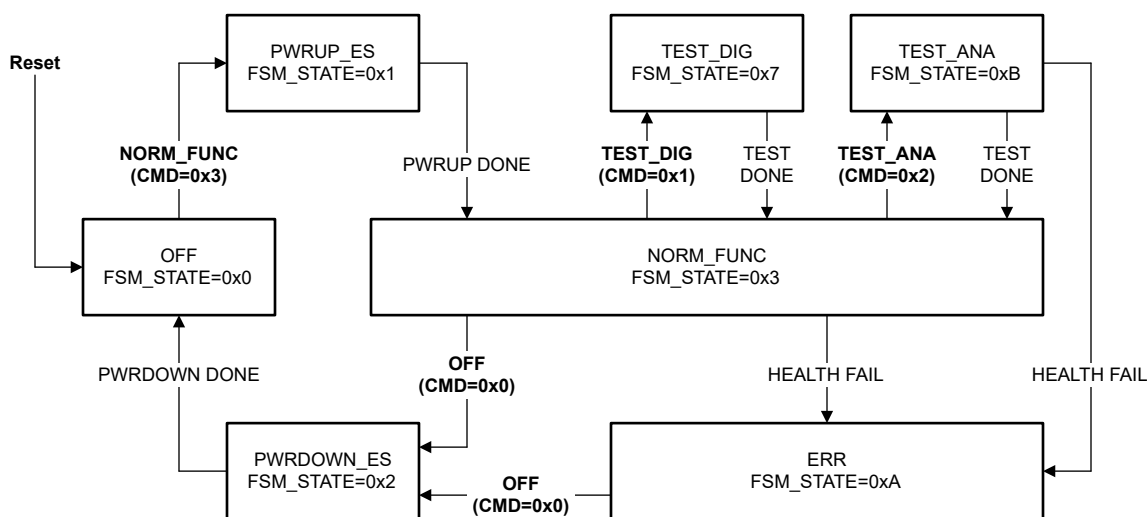 Reset
PWRUP_ES
FSM_STATE=0x1
TEST_DIG
FSM_STATE=0x7
TEST_ANA
FSM_STATE=0xB
NORM_FUNC
(CMD=0x3)
PWRUP DONE
TEST_DIG
(CMD=0x1)
TEST
DONE
TEST_ANA
(CMD=0x2)
TEST
DONE
OFF
FSM_STATE=0x0
NORM_FUNC
FSM_STATE=0x3
PWRDOWN DONE
OFF
(CMD=0x0)
HEALTH FAIL
HEALTH FAIL
PWRDOWN_ES
FSM_STATE=0x2
OFF
(CMD=0x0)
ERR
FSM_STATE=0xA